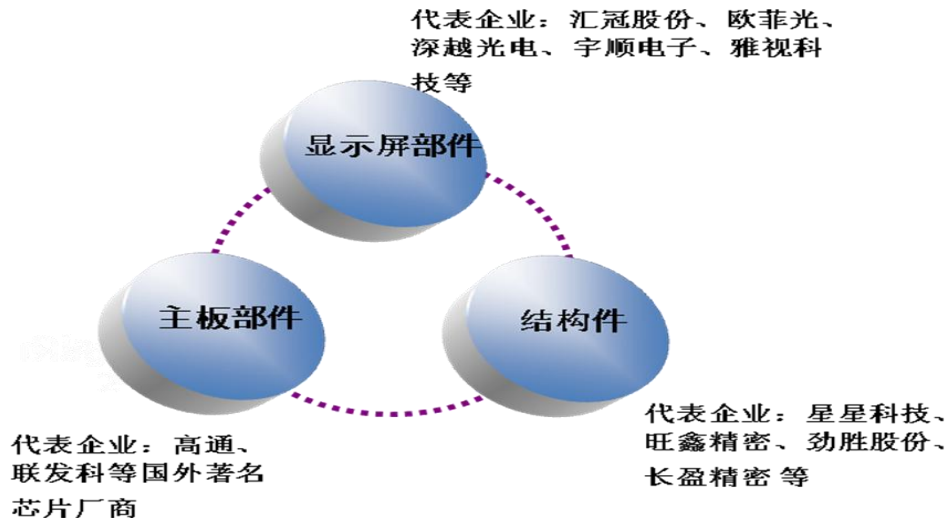 代表企业：汇冠股份、欧菲光、
深越光电、宇顺电子、雅视科
技等
显示屏部件
主板部件
结构件
代表企业：高通、
联发科等国外著名
芯片厂商
代表企业：星星科技、
旺鑫精密、劲胜股份、
长盈精密等